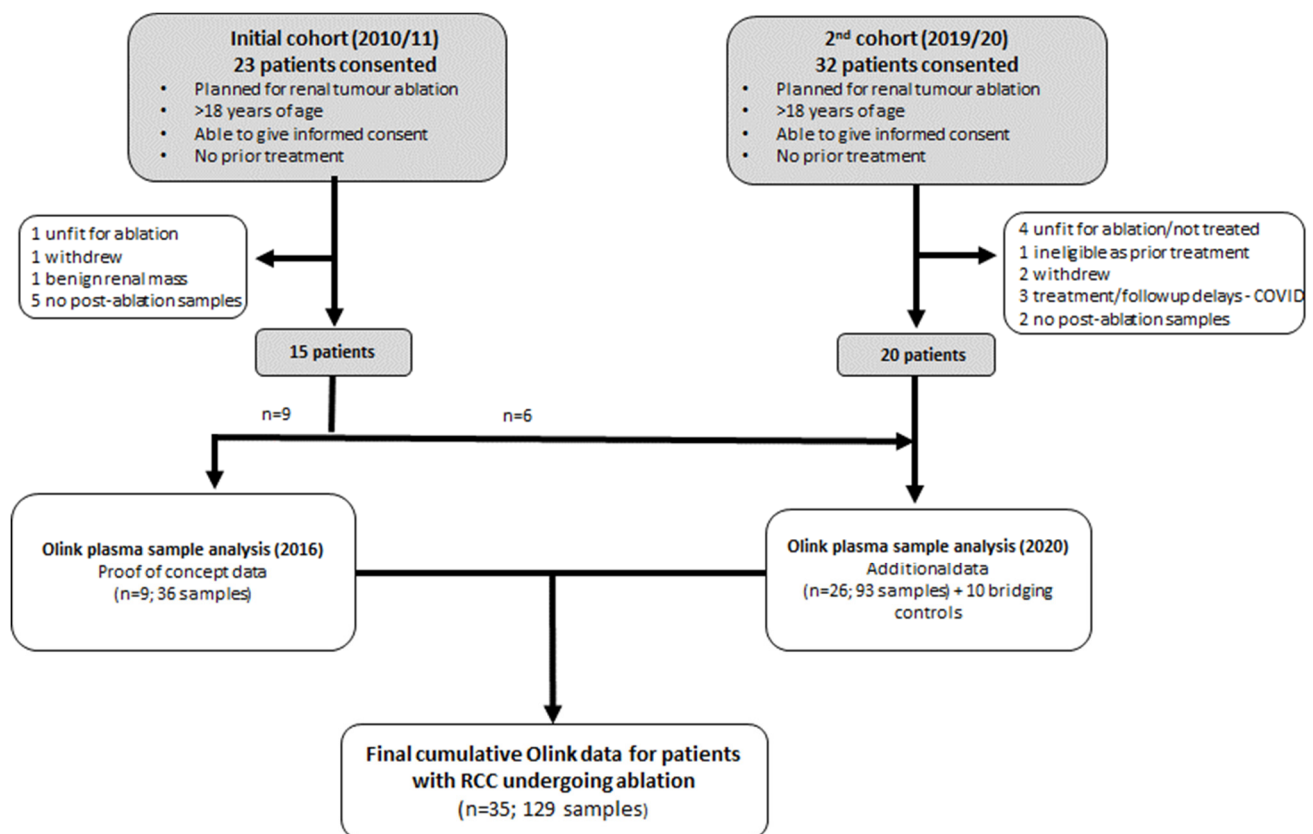 Initial cohort (2010/11)
23 patients consented
• Planned for renal tumour ablation
• >18 years of age
• Able to give informed consent
• No prior treatment
2nd cohort (2019/20)
32 patients consented
• Planned for renal tumour ablation
• >18 years of age
• Able to give informed consent
• No prior treatment
1 unfit for ablation
1 withdrew
1 benign renal mass
5 no post-ablation samples
4 unfit for ablation/not treated
1 ineligible as prior treatment
2 withdrew
3 treatment/followup delays - COVID
2 no post-ablation samples
15 patients
20 patients
n=9
n=6
Olink plasma sample analysis (2016)
Proof of concept data
(n=9; 36 samples)
Olink plasma sample analysis (2020)
Additional data
(n=26; 93 samples) + 10 bridging
controls
Final cumulative Olink data for patients
with RCC undergoing ablation
(n=35; 129 samples)